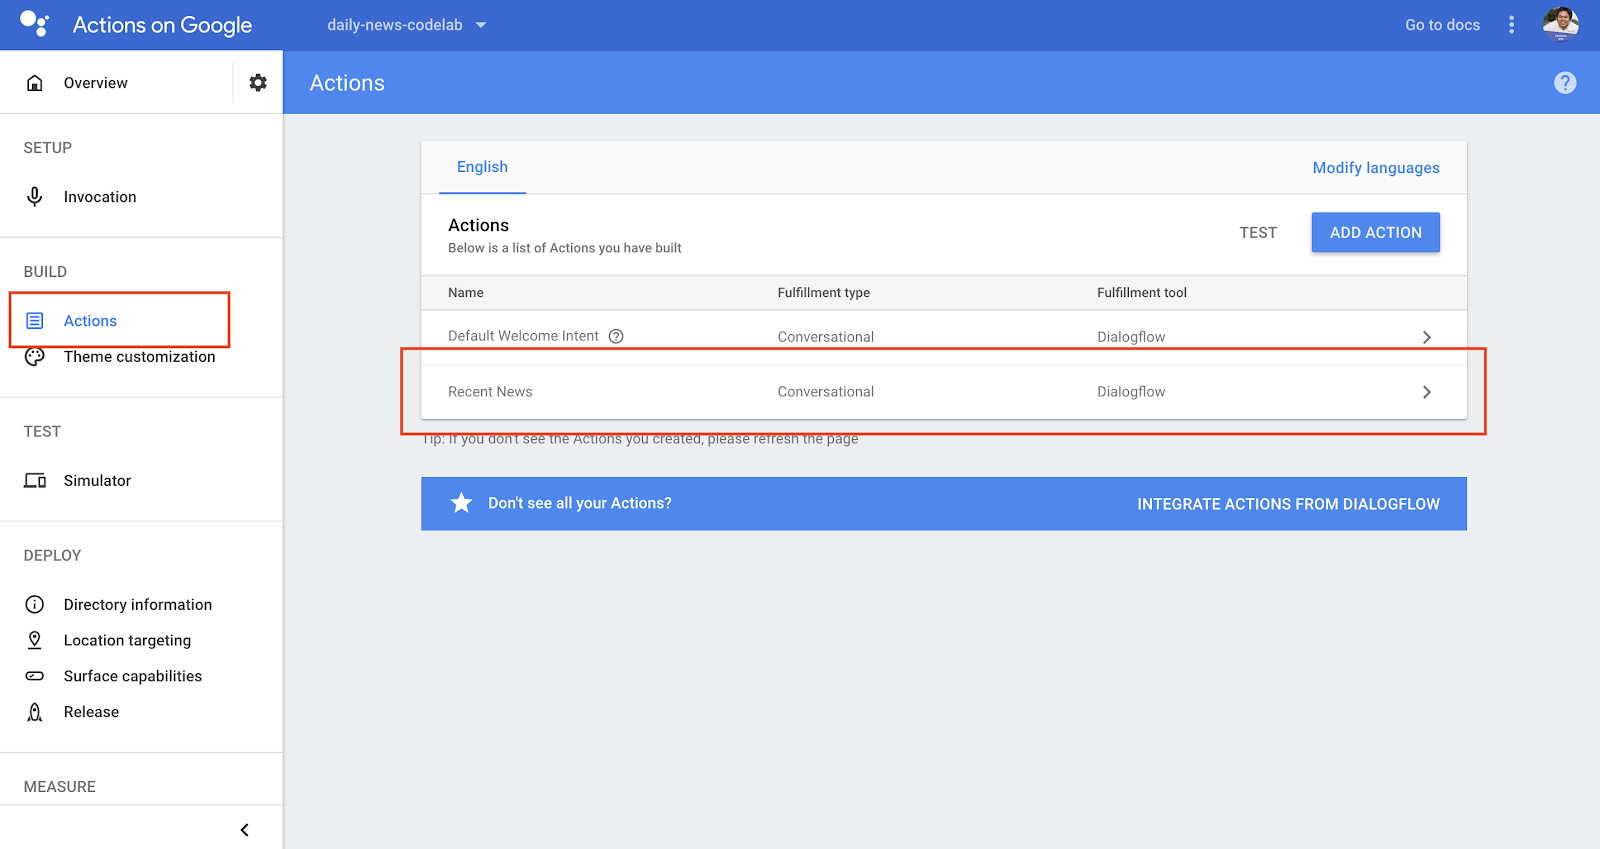 Actions on Google
daily-news-codelab
Go to docs
Overview
Actions
SETUP
Invocation
BUILD
Actions
Theme customization
TEST
Simulator
DEPLOY
Directory information
Location targeting
Surface capabilities
Release
MEASURE
English
Modify languages
Actions
Below is a list of Actions you have built
TEST
ADD ACTION
Name Fulfillment type Fulfillment tool
Default Welcome Intent Conversational Dialogflow
Recent News Conversational Dialogflow
Tip: If you don't see the Actions you created, please refresh the page
Don't see all your Actions?
INTEGRATE ACTIONS FROM DIALOGFLOW